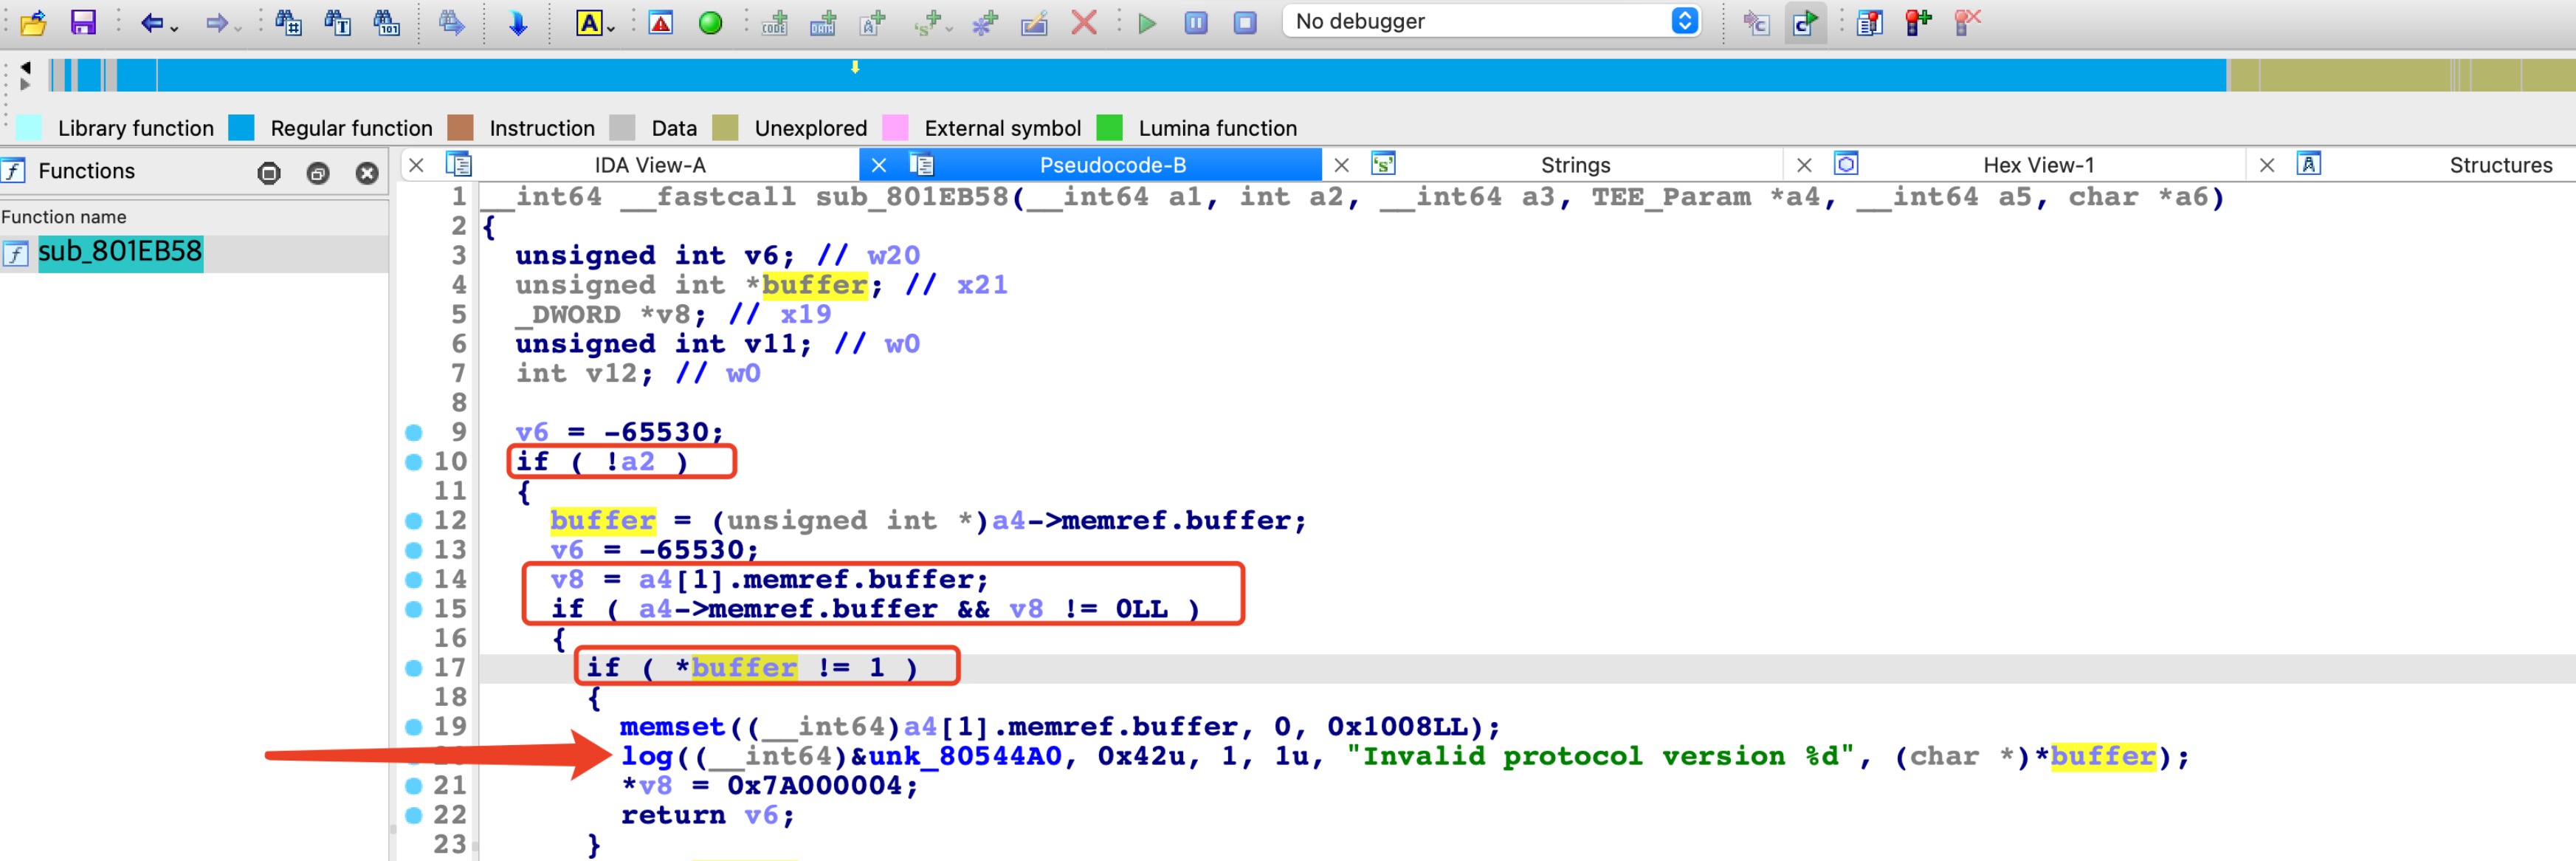 No debugger
Library function Regular function Instruction Data Unexplored External symbol Lumina function
Functions
IDA View-A Pseudocode-B Strings Hex View-1 Structures
Function name
sub_801EB58
1 __int64 __fastcall sub_801EB58(__int64 a1, int a2, __int64 a3, TEE_Param *a4, __int64 a5, char *a6)
2 {
3 unsigned int v6; // w20
4 unsigned int *buffer; // x21
5 _DWORD *v8; // x19
6 unsigned int v11; // w0
7 int v12; // w0
8
9 v6 = -65530;
10 if ( !a2 )
11 {
12 buffer = (unsigned int *)a4->memref.buffer;
13 v6 = -65530;
14 v8 = a4[1].memref.buffer;
15 if ( a4->memref.buffer && v8 != 0LL )
16 {
17 if ( *buffer != 1 )
18 {
19 memset((__int64)a4[1].memref.buffer, 0, 0x1008LL);
log((__int64)&unk_80544A0, 0x42u, 1, 1u, "Invalid protocol version %d", (char *)*buffer);
21 *v8 = 0x7A000004;
22 return v6;
23 }